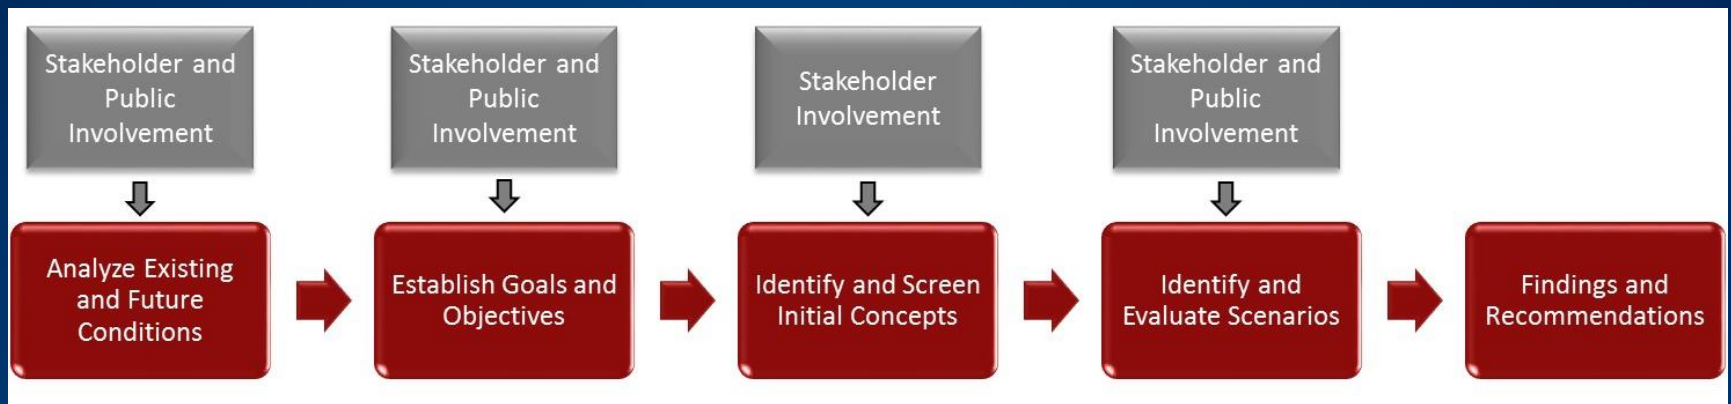 Stakeholder and
Public
Involvement
Stakeholder and
Public
Involvement
Stakeholder
Involvement
Stakeholder and
Public
Involvement
Analyze Existing
and Future
Conditions
Establish Goals and
Objectives
Identify and Screen
Initial Concepts
Identify and
Evaluate Scenarios
Findings and
Recommendations